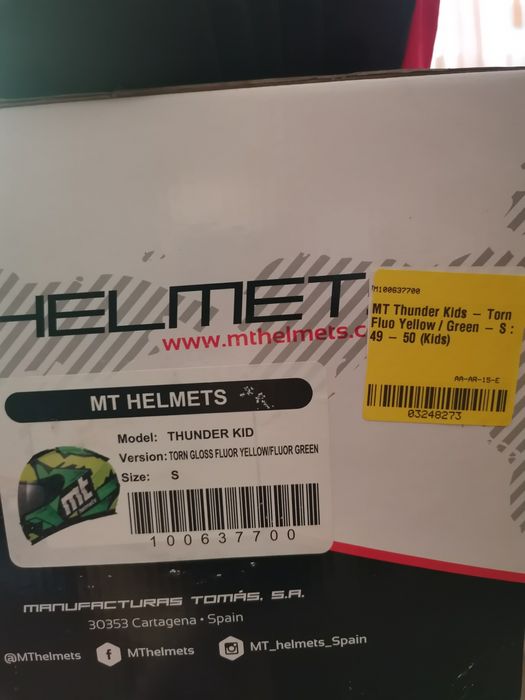 HELMET
www.mthelmets.c
M100637700
MT Thunder Kids – Torn
Fluo Yellow / Green – S :
49 – 50 (Kids)
AA-AR-15-E
03248273
MT HELMETS
Model: THUNDER KID
Version: TORN GLOSS FLUOR YELLOW/FLUOR GREEN
Size: S
mt
100637700
MANUFACTURAS TOMÁS, S.A.
30353 Cartagena • Spain
@MThelmets f MThelmets MT_helmets_Spain